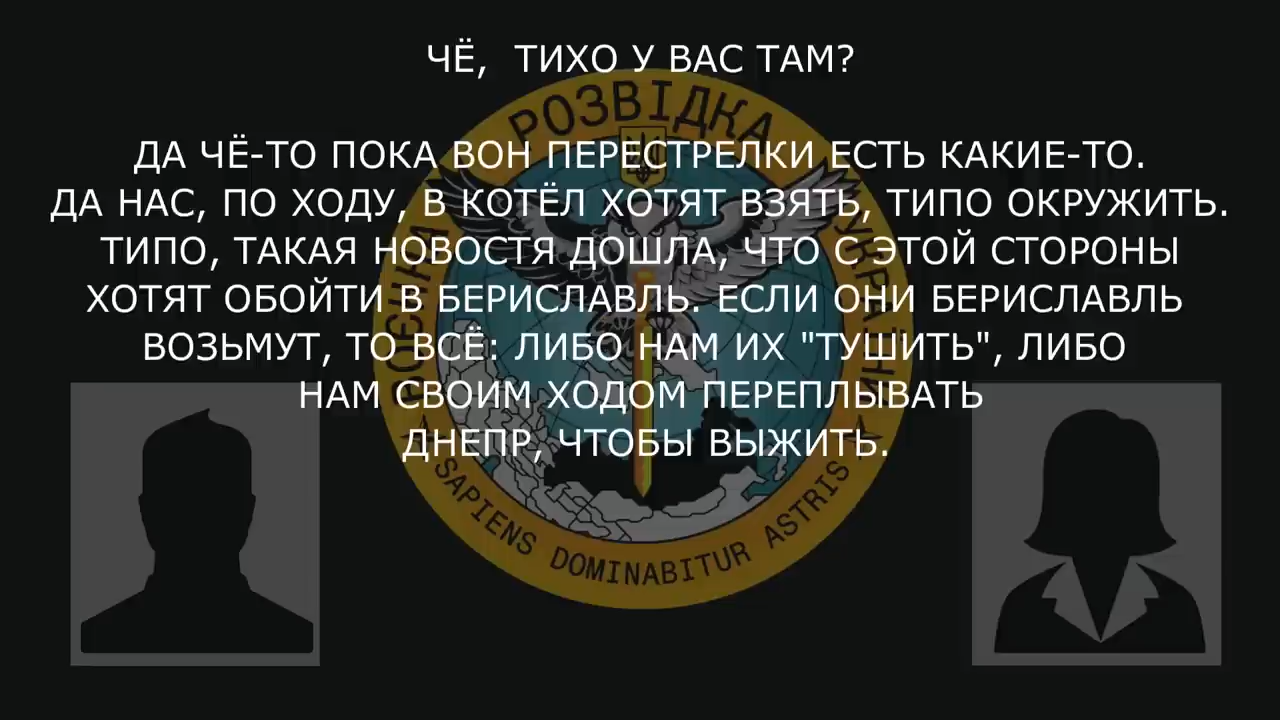 ЧЁ, ТИХО У ВАС ТАМ?
ДА ЧЁ-ТО ПОКА ВОН ПЕРЕСТРЕЛКИ ЕСТЬ КАКИЕ-ТО.
ДА НАС, ПО ХОДУ, В КОТЁЛ ХОТЯТ ВЗЯТЬ, ТИПО ОКРУЖИТЬ.
ТИПО, ТАКАЯ НОВОСТЯ ДОШЛА, ЧТО С ЭТОЙ СТОРОНЫ
ХОТЯТ ОБОЙТИ В БЕРИСЛАВЛЬ. ЕСЛИ ОНИ БЕРИСЛАВЛЬ
ВОЗЬМУТ, ТО ВСЁ: ЛИБО НАМ ИХ "ТУШИТЬ", ЛИБО
НАМ СВОИМ ХОДОМ ПЕРЕПЛЫВАТЬ
ДНЕПР, ЧТОБЫ ВЫЖИТЬ.
ВОЄННА РОЗВІДКА УКРАЇНИ
SAPIENS DOMINABITUR ASTRIS